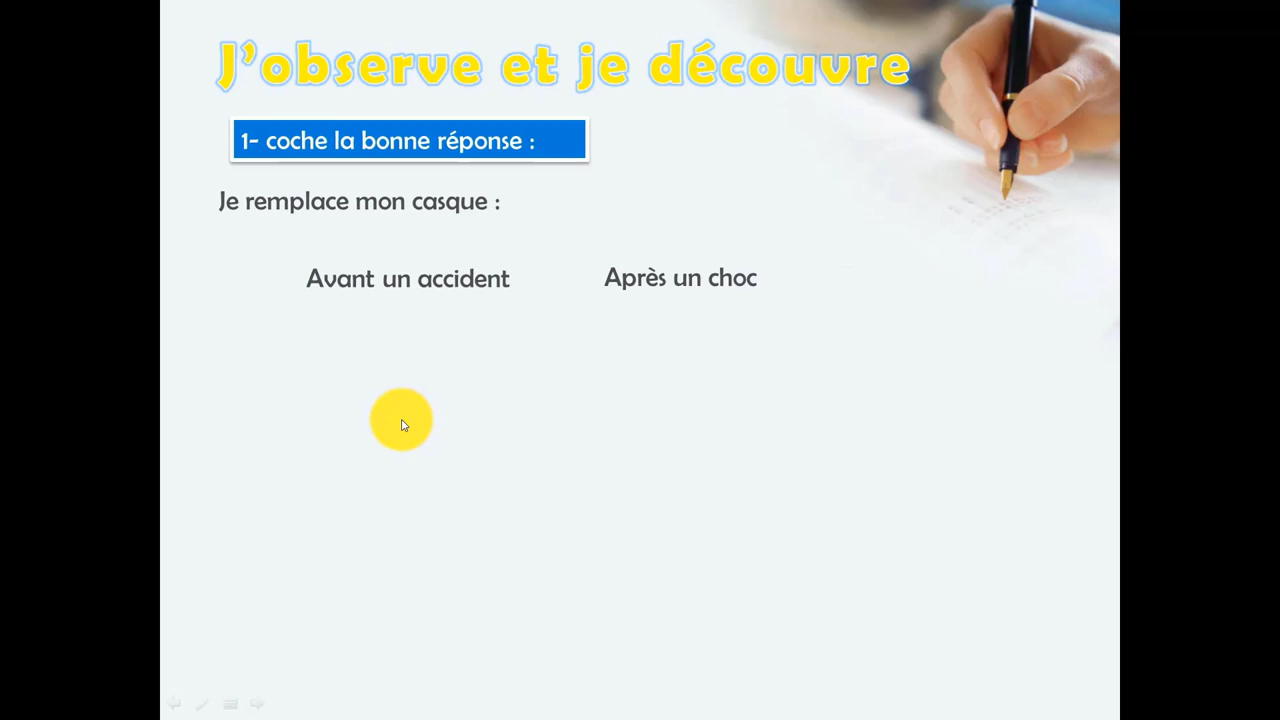 J'observe et je découvre
1- coche la bonne réponse :
Je remplace mon casque :
Avant un accident Après un choc